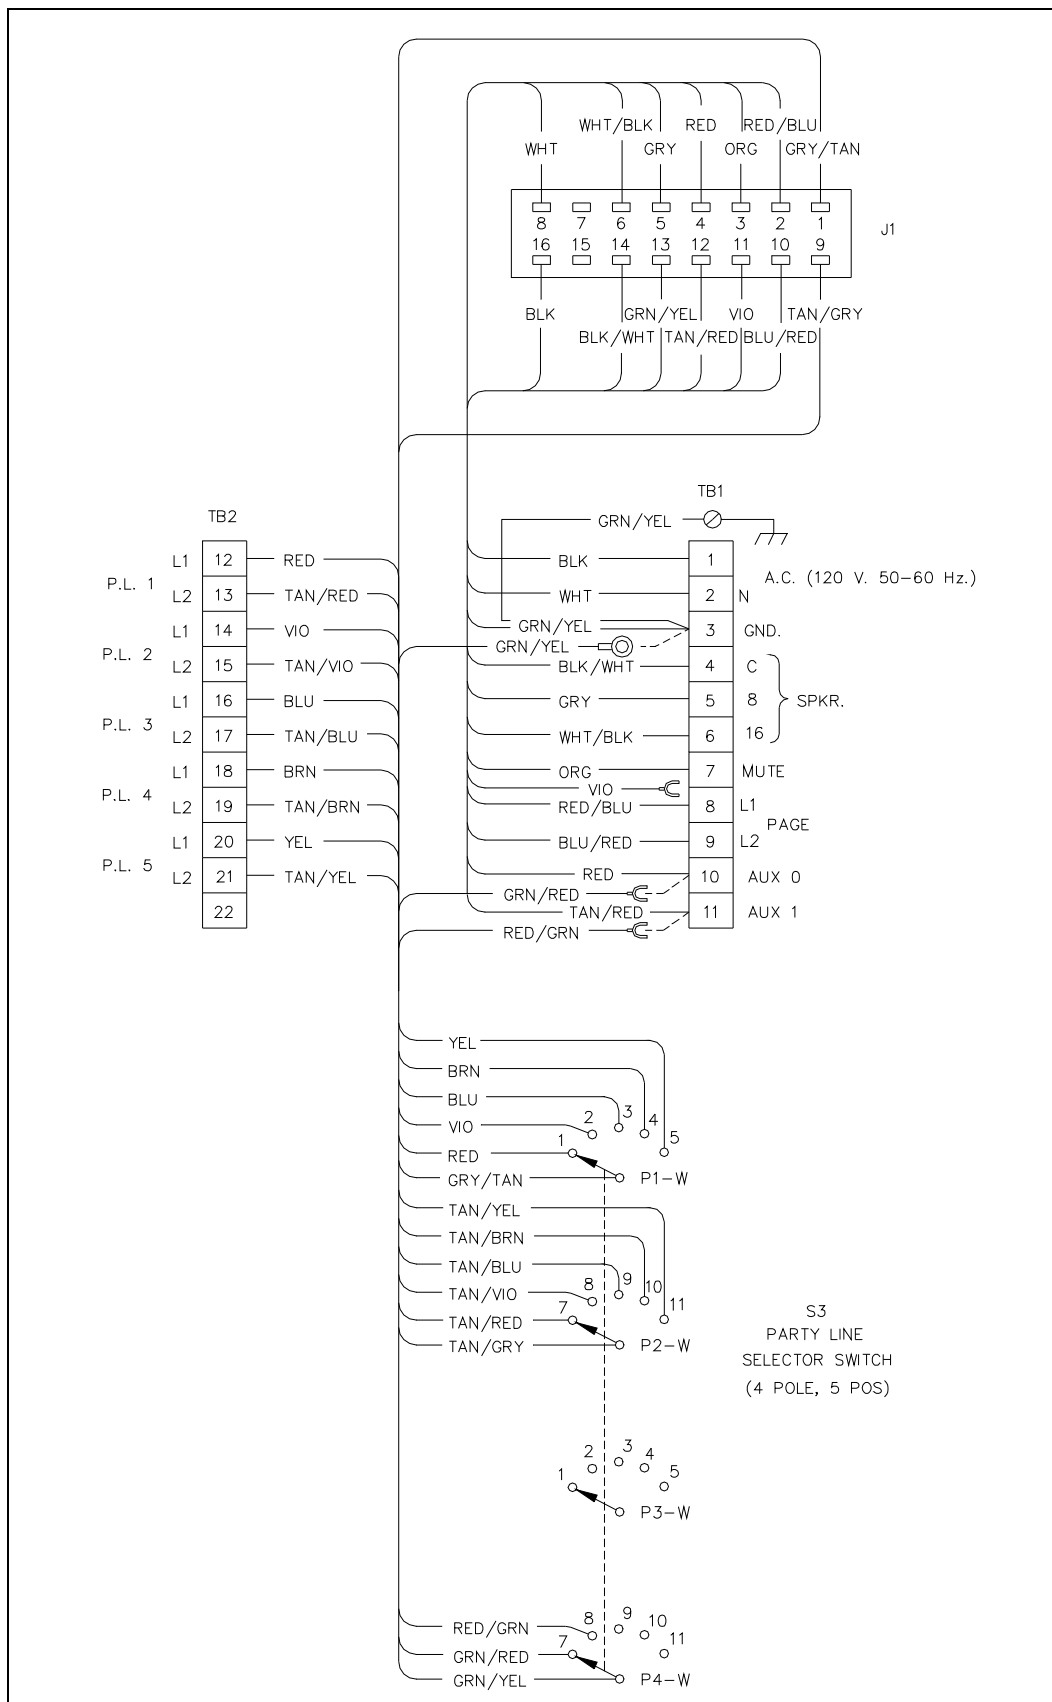 WHT/BLK RED RED/BLU
WHT GRY ORG GRY/TAN
8 7 6 5 4 3 2 1
J1
16 15 14 13 12 11 10 9
BLK GRN/YEL VIO TAN/GRY
BLK/WHT TAN/RED BLU/RED
TB1
GRN/YEL
TB2
L1 12 RED
P.L. 1
L2 13 TAN/RED
L1 14 VIO
P.L. 2
L2 15 TAN/VIO
L1 16 BLU
P.L. 3
L2 17 TAN/BLU
L1 18 BRN
P.L. 4
L2 19 TAN/BRN
L1 20 YEL
P.L. 5
L2 21 TAN/YEL
22
BLK 1
A.C. (120 V. 50-60 Hz.)
WHT 2 N
GRN/YEL 3 GND.
GRN/YEL
BLK/WHT 4 C
GRY 5 8 SPKR.
WHT/BLK 6 16
ORG 7 MUTE
VIO
RED/BLU 8 L1
PAGE
BLU/RED 9 L2
RED 10 AUX 0
GRN/RED
TAN/RED 11 AUX 1
RED/GRN
YEL
BRN
BLU
VIO 2 3 4 5
RED 1
GRY/TAN P1-W
TAN/YEL
TAN/BRN
TAN/BLU
TAN/VIO 8 9 10 11
TAN/RED 7
TAN/GRY P2-W
S3
PARTY LINE
SELECTOR SWITCH
(4 POLE, 5 POS)
1 2 3 4 5
P3-W
RED/GRN 8 9 10 11
GRN/RED 7
GRN/YEL P4-W